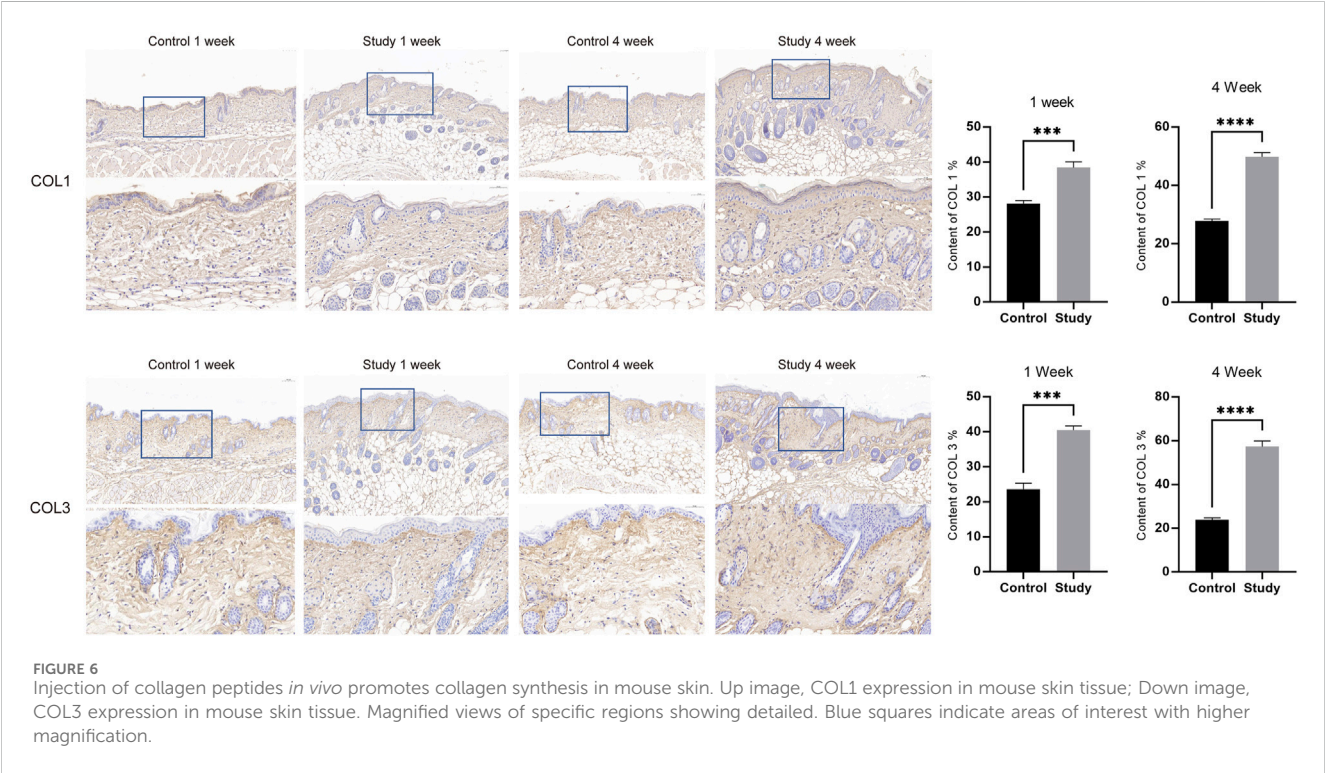 Control 1 week
Study 1 week
Control 4 week
Study 4 week
COL1
1 week
Content of COL 1 %
50
40
30
20
10
0
***
Control Study
4 Week
Content of COL 1 %
60
40
20
0
****
Control Study
Control 1 week
Study 1 week
Control 4 week
Study 4 week
COL3
1 Week
Content of COL 3 %
50
40
30
20
10
0
***
Control Study
4 Week
Content of COL 3 %
80
60
40
20
0
****
Control Study
FIGURE 6
Injection of collagen peptides in vivo promotes collagen synthesis in mouse skin. Up image, COL1 expression in mouse skin tissue; Down image,
COL3 expression in mouse skin tissue. Magnified views of specific regions showing detailed. Blue squares indicate areas of interest with higher
magnification.